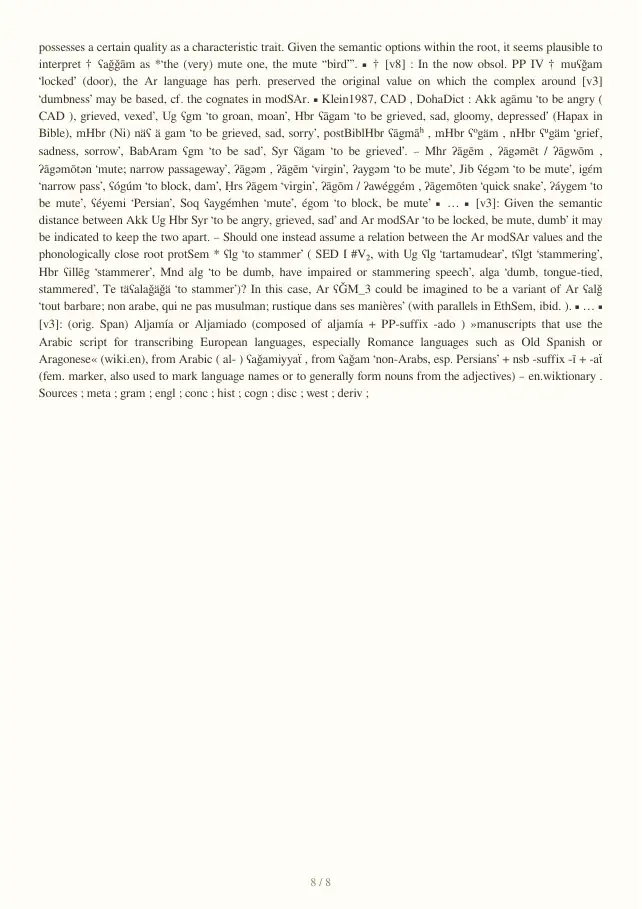 possesses a certain quality as a characteristic trait. Given the semantic options within the root, it seems plausible to
interpret † ʕaǧǧām as *‘the (very) mute one, the mute “bird”’. ▪ † [v8] : In the now obsol. PP IV † muʕǧam
‘locked’ (door), the Ar language has perh. preserved the original value on which the complex around [v3]
‘dumbness’ may be based, cf. the cognates in modSAr. ▪ Klein1987, CAD , DohaDict : Akk agāmu ‘to be angry (
CAD ), grieved, vexed’, Ug ʕgm ‘to groan, moan’, Hbr ʕāgam ‘to be grieved, sad, gloomy, depressed’ (Hapax in
Bible), mHbr (Ni) näʕ ä gam ‘to be grieved, sad, sorry’, postBiblHbr ʕāgmāʰ , mHbr ʕᵒgäm , nHbr ʕᵃgäm ‘grief,
sadness, sorrow’, BabAram ʕgm ‘to be sad’, Syr ʕāgam ‘to be grieved’. – Mhr ʔāgēm , ʔāgəmēt / ʔāgwōm ,
ʔāgəmōtən ‘mute; narrow passageway’, ʔāgəm , ʔāgēm ‘virgin’, ʔaygəm ‘to be mute’, Jib ʕégəm ‘to be mute’, igɛ́m
‘narrow pass’, ʕógúm ‘to block, dam’, Ḥrs ʔāgem ‘virgin’, ʔāgōm / ʔawéggém , ʔāgemōten ‘quick snake’, ʔáygem ‘to
be mute’, ʕéyemi ‘Persian’, Soq ʕaygémhen ‘mute’, égom ‘to block, be mute’ ▪ … ▪ [v3]: Given the semantic
distance between Akk Ug Hbr Syr ‘to be angry, grieved, sad’ and Ar modSAr ‘to be locked, be mute, dumb’ it may
be indicated to keep the two apart. – Should one instead assume a relation between the Ar modSAr values and the
phonologically close root protSem * ʕlg ‘to stammer’ ( SED I #V₂, with Ug ʕlg ‘tartamudear’, tʕlgt ‘stammering’,
Hbr ʕillēg ‘stammerer’, Mnd alg ‘to be dumb, have impaired or stammering speech’, alga ‘dumb, tongue-tied,
stammered’, Te täʕalaǧäǧä ‘to stammer’)? In this case, Ar ʕǦM_3 could be imagined to be a variant of Ar ʕalǧ
‘tout barbare; non arabe, qui ne pas musulman; rustique dans ses manières’ (with parallels in EthSem, ibid. ). ▪ … ▪
[v3]: (orig. Span) Aljamía or Aljamiado (composed of aljamía + PP-suffix -ado ) »manuscripts that use the
Arabic script for transcribing European languages, especially Romance languages such as Old Spanish or
Aragonese« (wiki.en), from Arabic ( al- ) ʕaǧamiyyaẗ , from ʕaǧam ‘non-Arabs, esp. Persians’ + nsb -suffix -ī + -aẗ
(fem. marker, also used to mark language names or to generally form nouns from the adjectives) – en.wiktionary .
Sources ; meta ; gram ; engl ; conc ; hist ; cogn ; disc ; west ; deriv ;
8 / 8